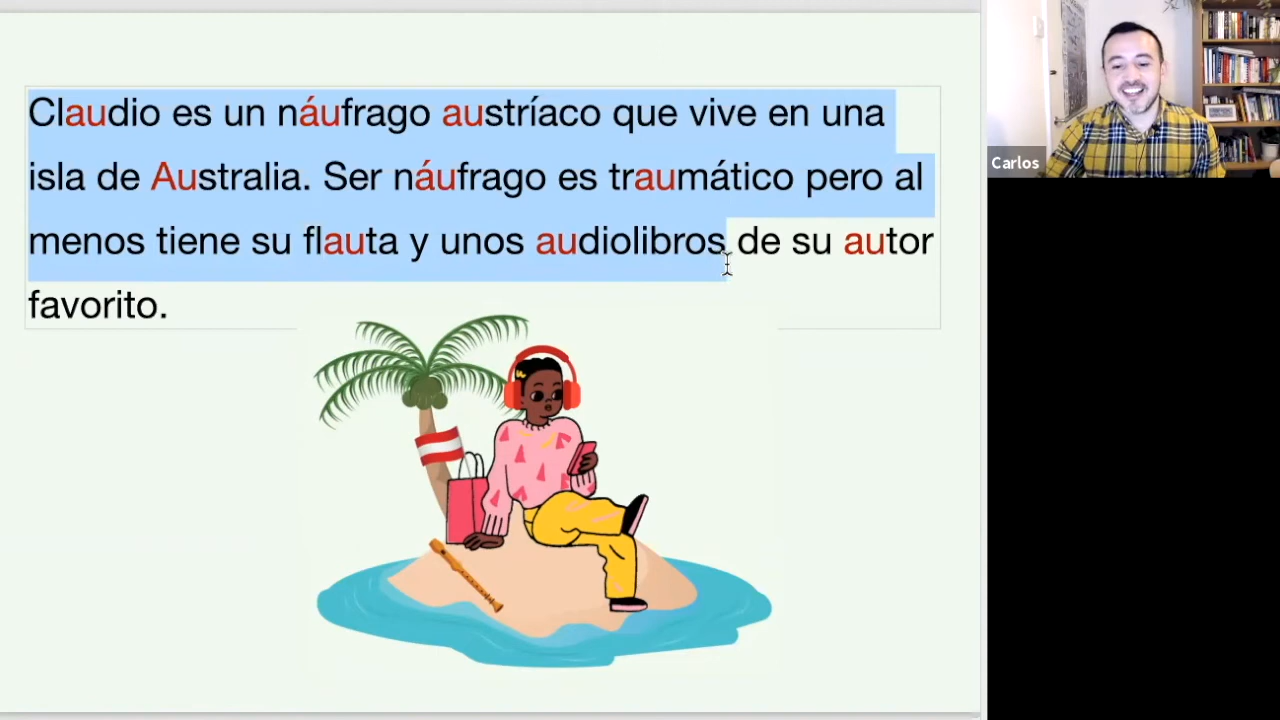 Claudio es un náufrago austríaco que vive en una
isla de Australia. Ser náufrago es traumático pero al
menos tiene su flauta y unos audiolibros de su autor
favorito.
Carlos